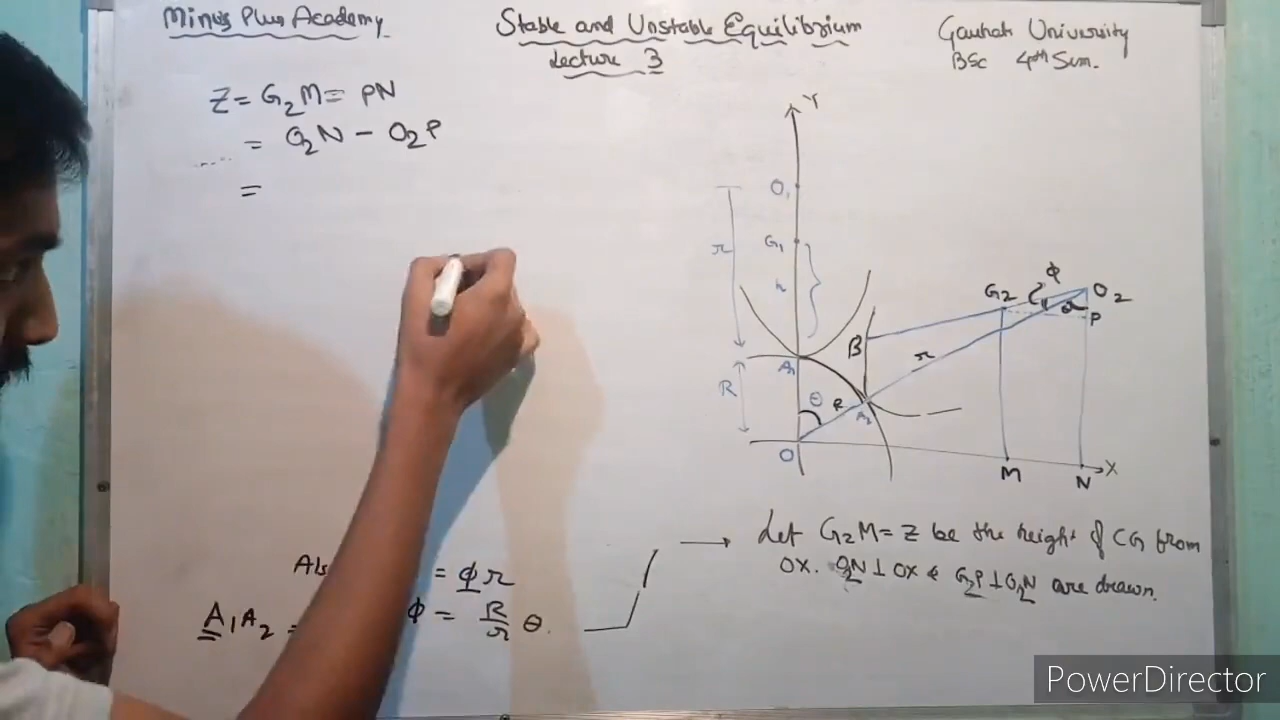 Minus Plus Academy
Stable and Unstable Equilibrium
Lecture 3
Gauhati University
BSc 4th Sem.
Z = G₂M = PN
= O₂N - O₂P
=
= ϕr
A₁A₂ =
ϕ = R/r θ.
Y
O₁
r
G₁
h
R
A₁
θ
R
A₂
O
B
r
G₂
ϕ
θ
O₂
P
M
N
X
→ Let G₂M = Z be the height of CG from
OX. O₂N ⊥ OX & G₂P ⊥ O₂N are drawn.
PowerDirector